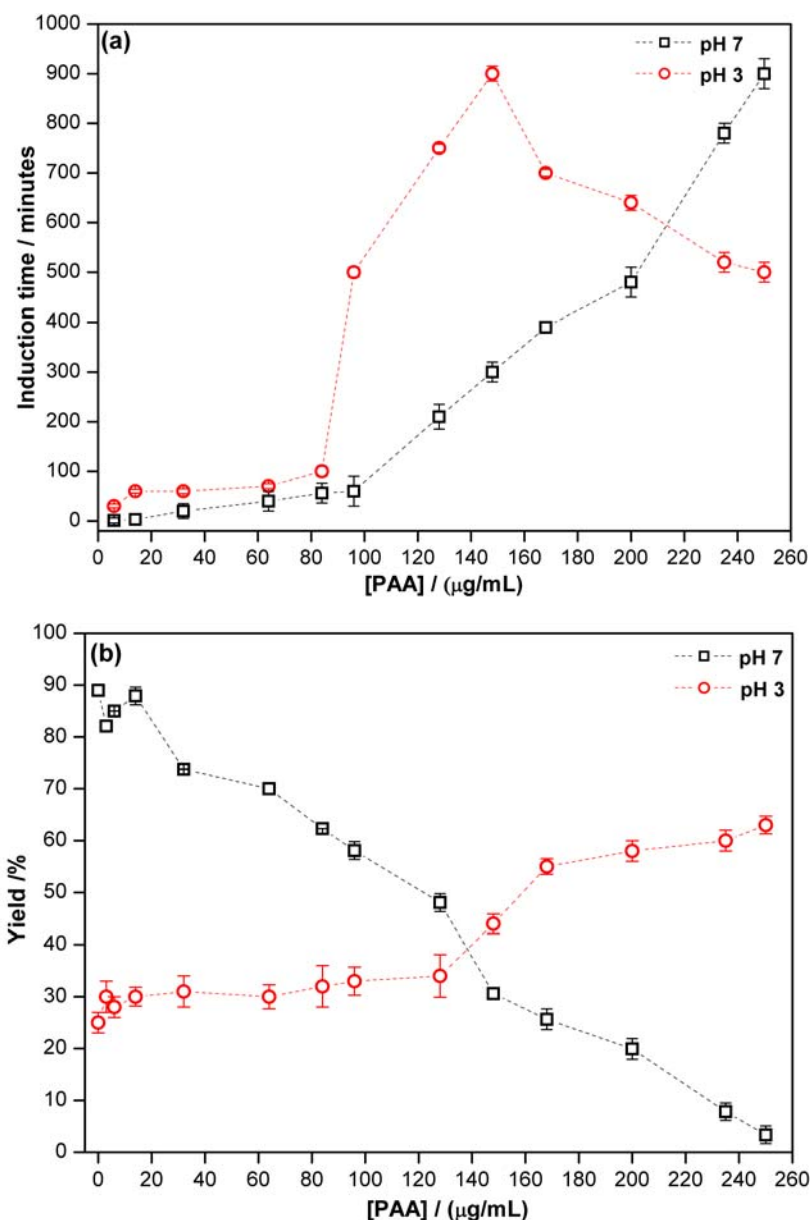 (a)
pH 7
pH 3
1000
900
800
700
600
500
400
300
200
100
0
Induction time / minutes
0 20 40 60 80 100 120 140 160 180 200 220 240 260
[PAA] / (μg/mL)
(b)
pH 7
pH 3
100
90
80
70
60
50
40
30
20
10
0
Yield /%
0 20 40 60 80 100 120 140 160 180 200 220 240 260
[PAA] / (μg/mL)